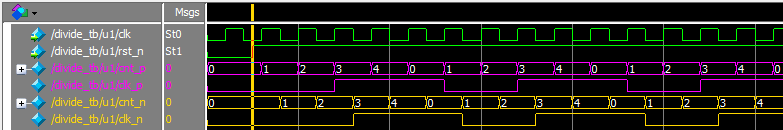 Msgs
/divide_tb/u1/clk St0
/divide_tb/u1/rst_n St1
/divide_tb/u1/cnt_p 0 0 1 2 3 4 0 1 2 3 4 0 1 2 3 4 0
/divide_tb/u1/clk_p 0
/divide_tb/u1/cnt_n 0 0 1 2 3 4 0 1 2 3 4 0 1 2 3 4
/divide_tb/u1/clk_n 0